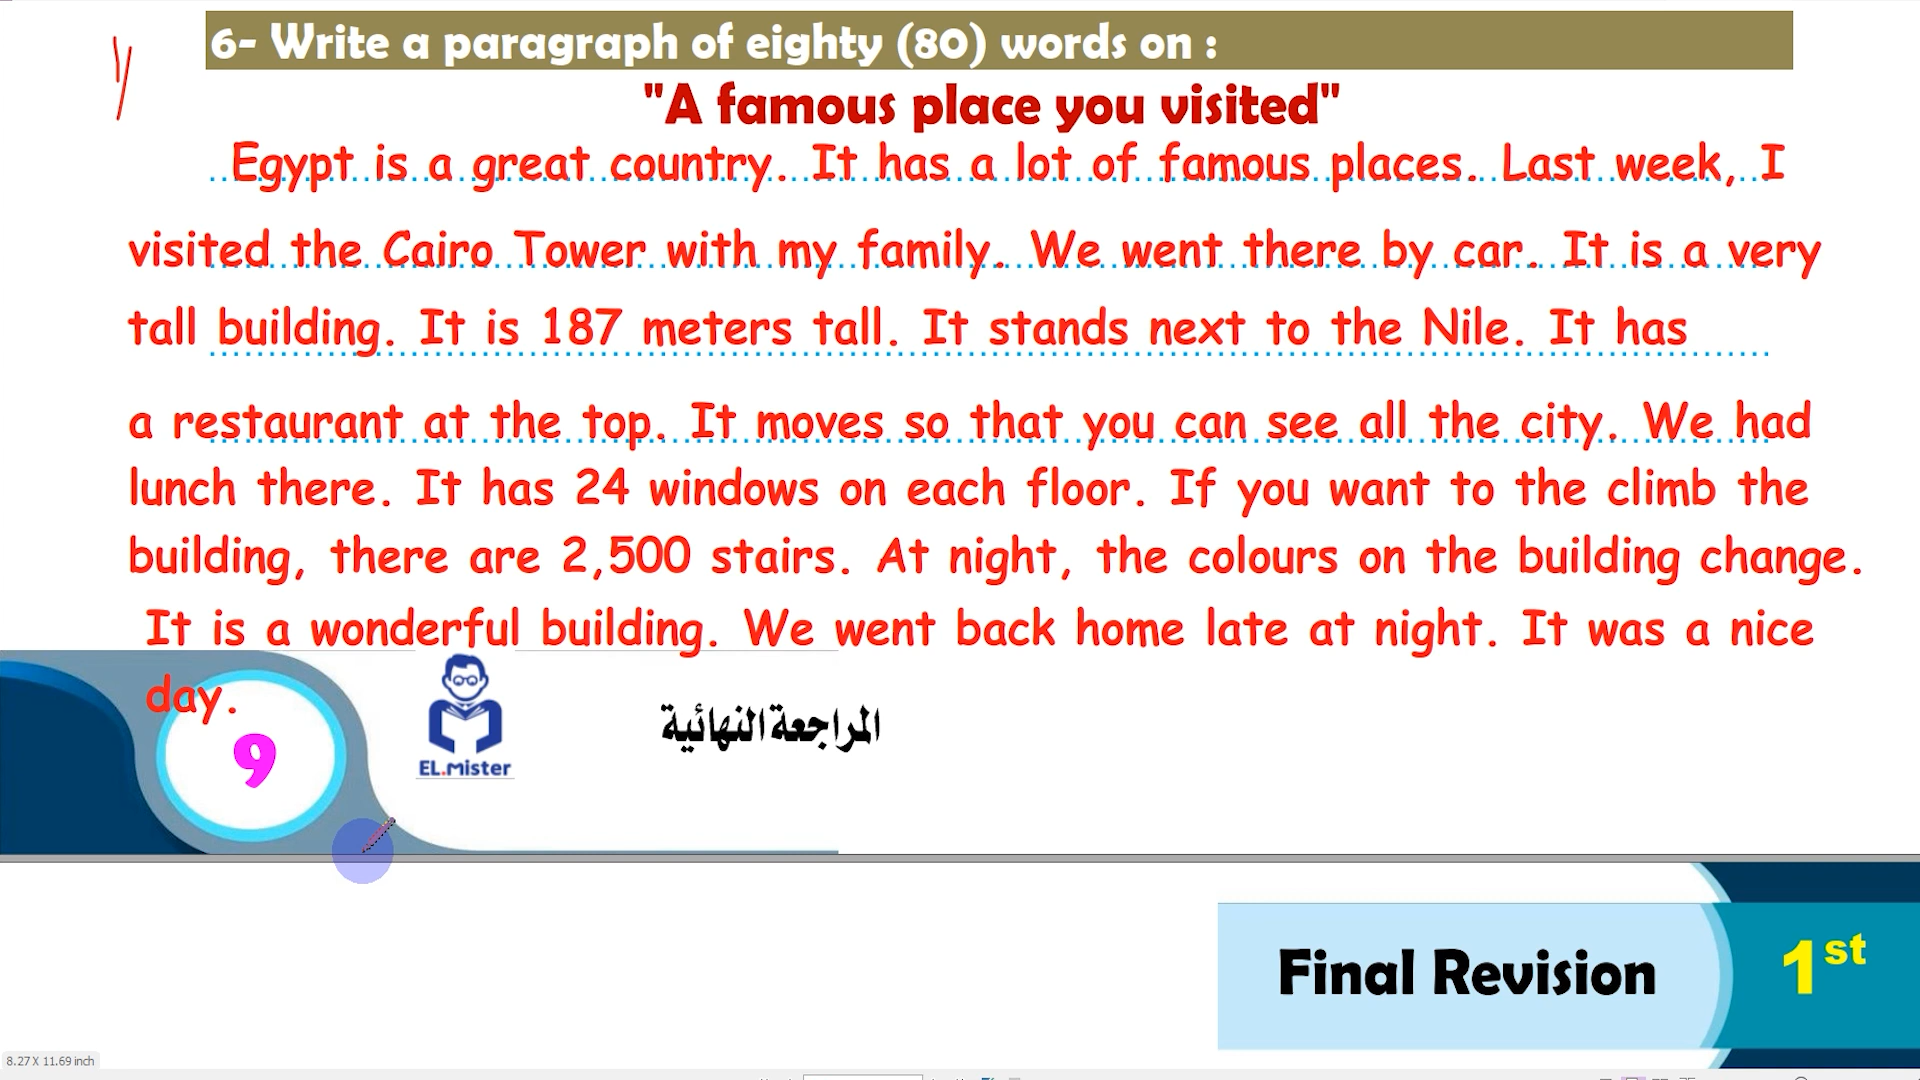 6- Write a paragraph of eighty (80) words on :
"A famous place you visited"
Egypt is a great country. It has a lot of famous places. Last week, I
visited the Cairo Tower with my family. We went there by car. It is a very
tall building. It is 187 meters tall. It stands next to the Nile. It has
a restaurant at the top. It moves so that you can see all the city. We had
lunch there. It has 24 windows on each floor. If you want to the climb the
building, there are 2,500 stairs. At night, the colours on the building change.
It is a wonderful building. We went back home late at night. It was a nice
day.
9
EL.mister
المراجعة النهائية
Final Revision
1st
8.27 X 11.69 inch